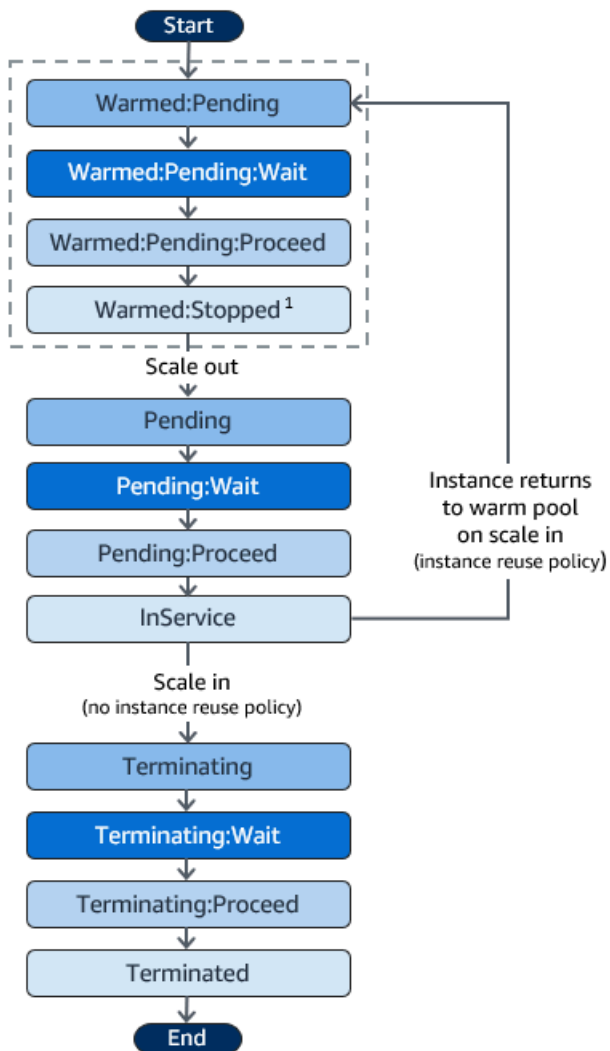 Start
Warmed:Pending
Warmed:Pending:Wait
Warmed:Pending:Proceed
Warmed:Stopped¹
Scale out
Pending
Pending:Wait
Pending:Proceed
InService
Instance returns
to warm pool
on scale in
(instance reuse policy)
Scale in
(no instance reuse policy)
Terminating
Terminating:Wait
Terminating:Proceed
Terminated
End